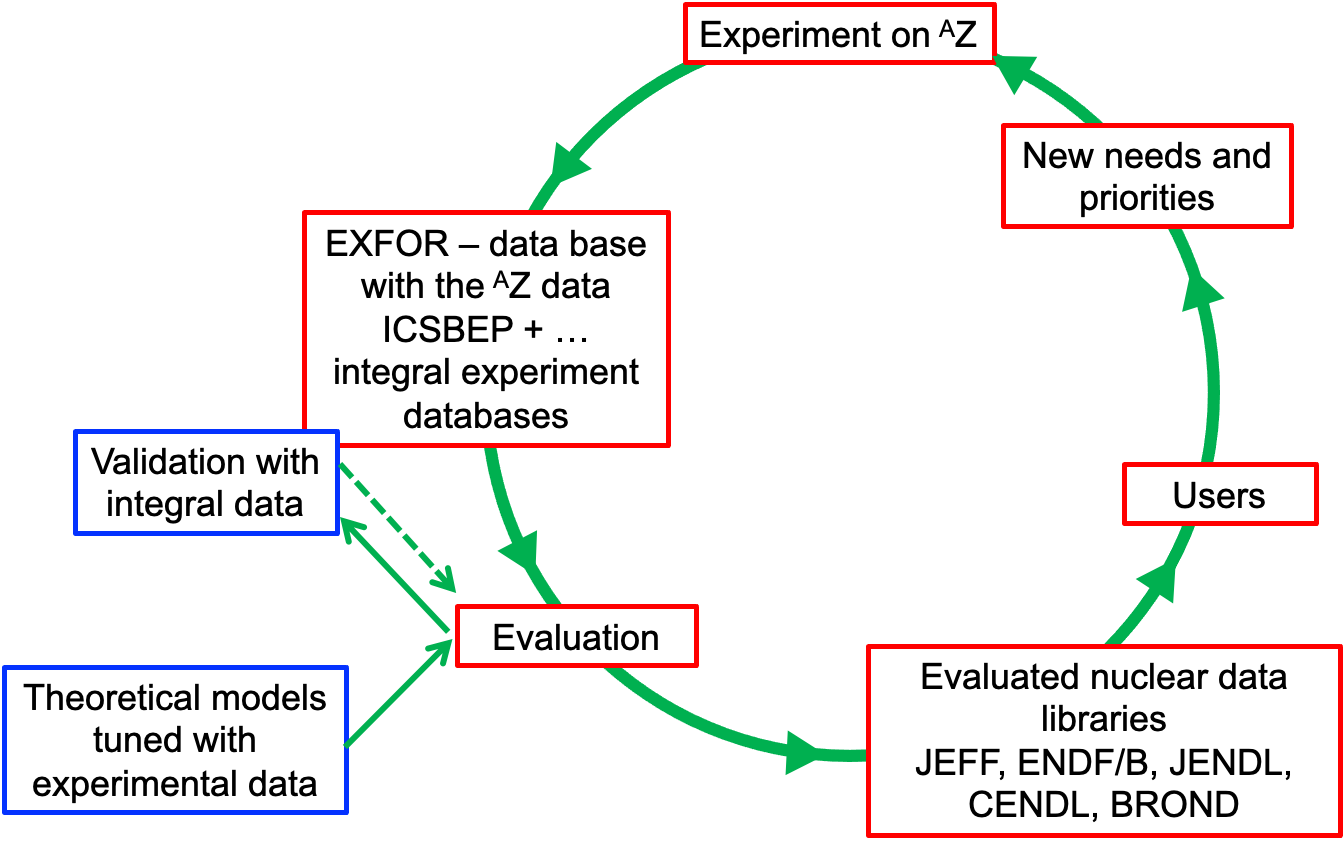 Experiment on ᴬZ
New needs and
priorities
EXFOR – data base
with the ᴬZ data
ICSBEP + …
integral experiment
databases
Validation with
integral data
Users
Evaluation
Theoretical models
tuned with
experimental data
Evaluated nuclear data
libraries
JEFF, ENDF/B, JENDL,
CENDL, BROND